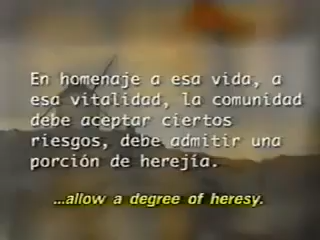 En homenaje a esa vida, a
esa vitalidad, la comunidad
debe aceptar ciertos
riesgos, debe admitir una
porción de herejía.
...allow a degree of heresy.